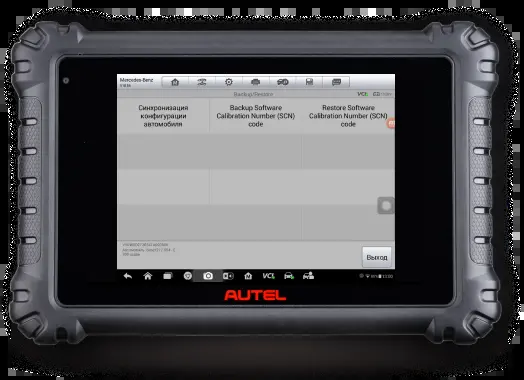 Mercedes-Benz
Backup/Restore
VCI
Синхронизация
конфигурации
автомобиля
Backup Software
Calibration Number (SCN)
code
Restore Software
Calibration Number (SCN)
code
Выход
VCI
AUTEL